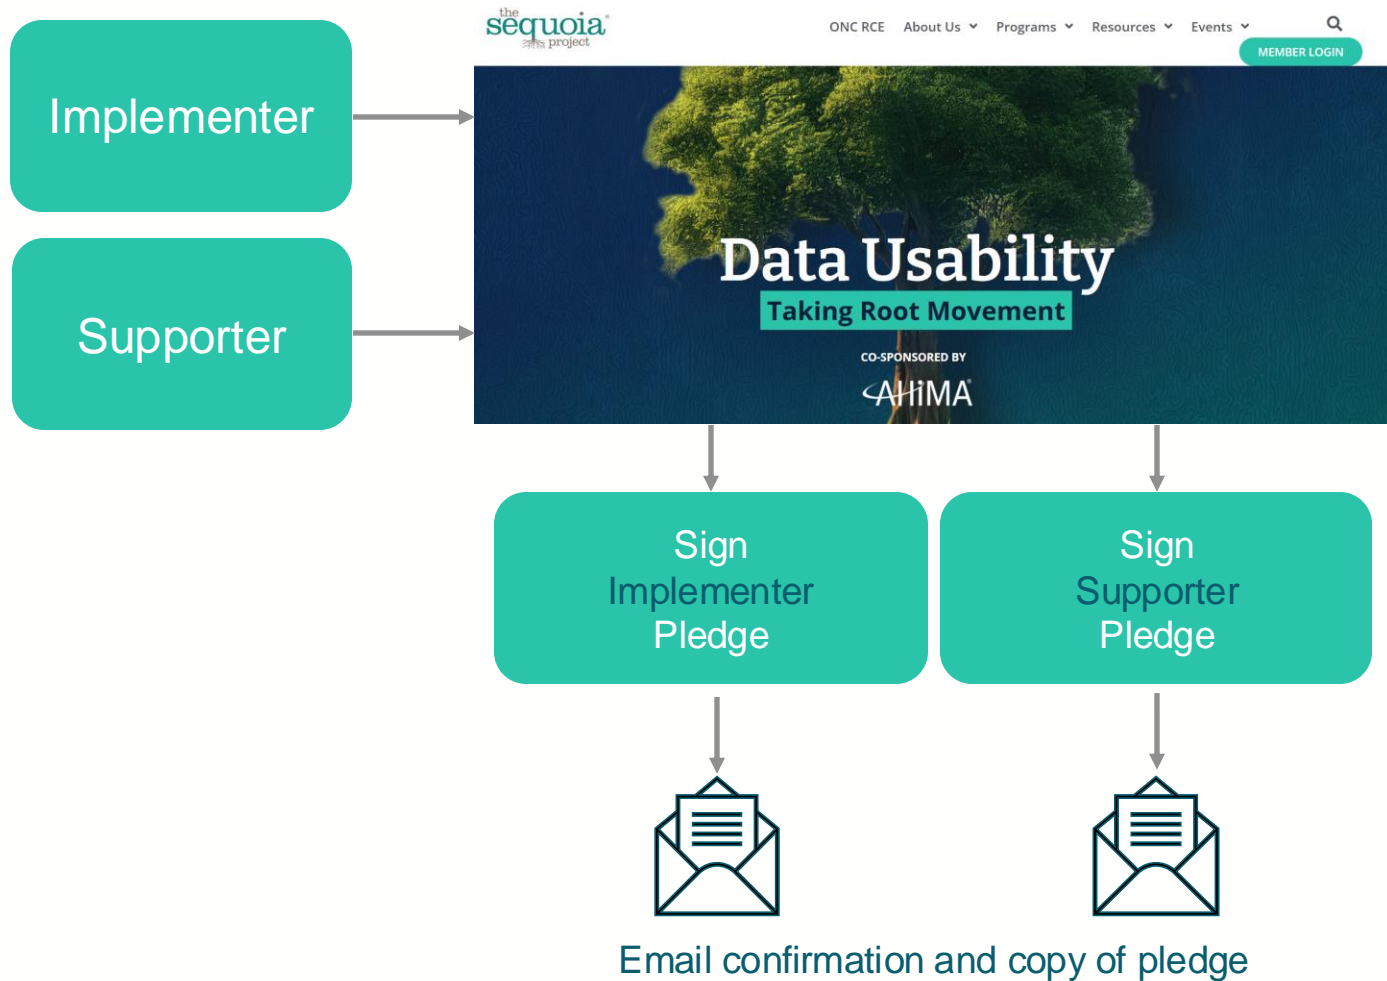 Implementer
Supporter
the
sequoia®
project
ONC RCE About Us Programs Resources Events
MEMBER LOGIN
Data Usability
Taking Root Movement
CO-SPONSORED BY
AHiMA
Sign
Implementer
Pledge
Sign
Supporter
Pledge
Email confirmation and copy of pledge